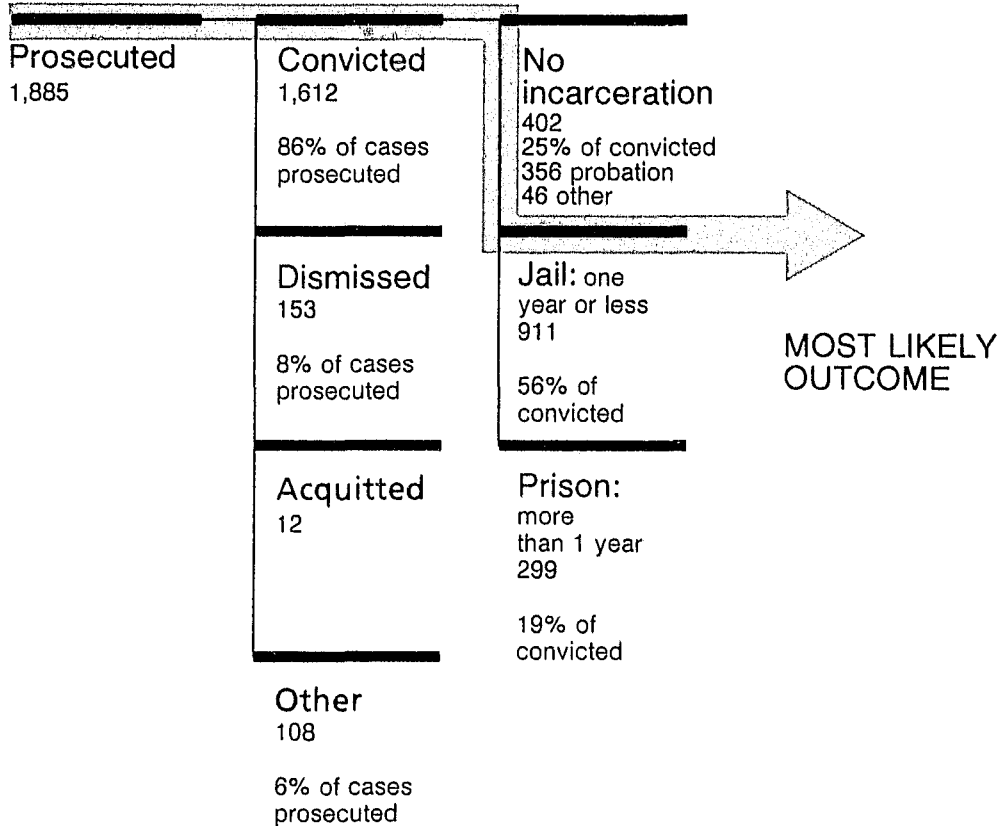 Prosecuted
1,885
Convicted
1,612
86% of cases
prosecuted
Dismissed
153
8% of cases
prosecuted
Acquitted
12
Other
108
6% of cases
prosecuted
No
incarceration
402
25% of convicted
356 probation
46 other
Jail: one
year or less
911
56% of
convicted
Prison:
more
than 1 year
299
19% of
convicted
MOST LIKELY
OUTCOME